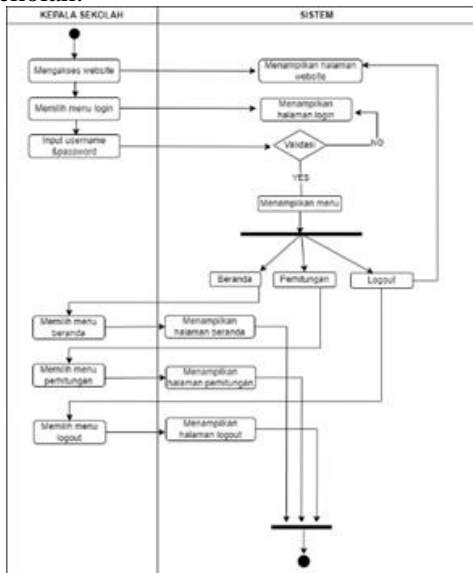 KEPALA SEKOLAH
SISTEM
Mengakses website
Menampilkan halaman
website
Memilih menu login
Menampilkan
halaman login
Input username
&password
Validasi
NO
YES
Menampilkan menu
Beranda
Perhitungan
Logout
Memilih menu
beranda
Menampilkan
halaman beranda
Memilih menu
perhitungan
Menampilkan
halaman perhitungan
Memilih menu
logout
Menampilkan
halaman logout